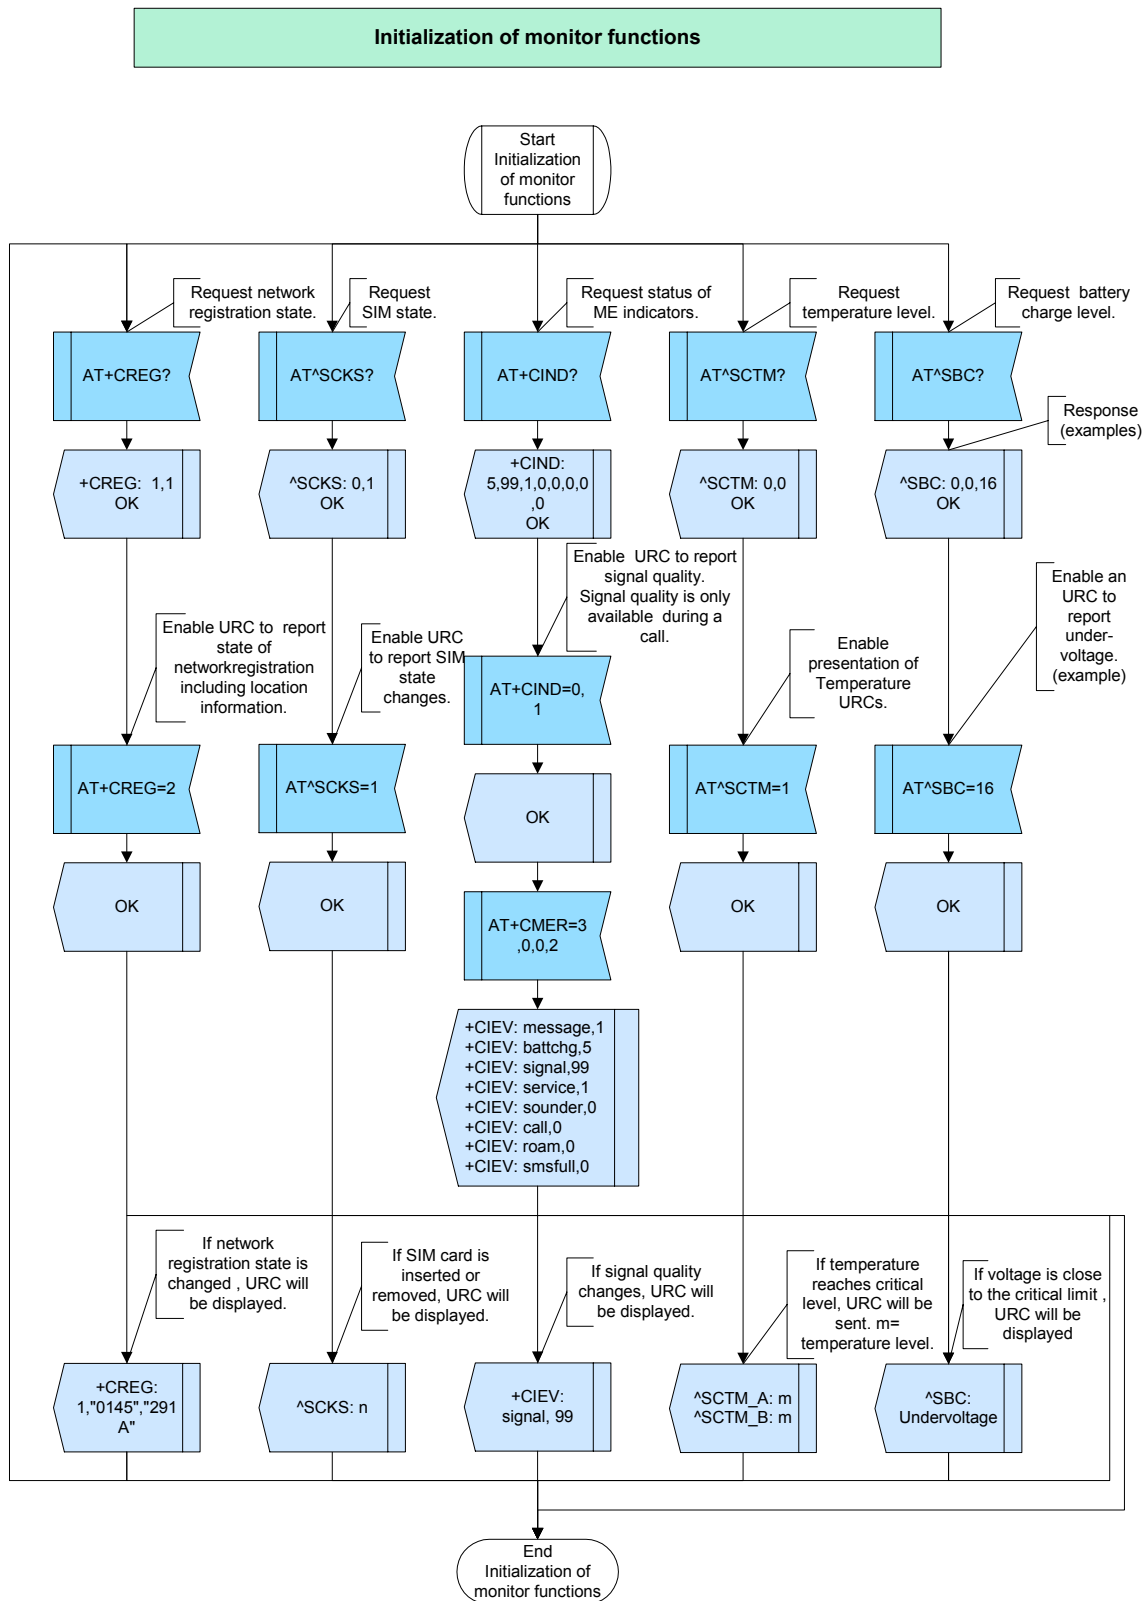 Initialization of monitor functions
Start
Initialization
of monitor
functions
Request network
registration state.
Request
SIM state.
Request status of
ME indicators.
Request
temperature level.
Request  battery
charge level.
AT+CREG?
AT^SCKS?
AT+CIND?
AT^SCTM?
AT^SBC?
Response
(examples)
+CREG:  1,1
OK
^SCKS: 0,1
OK
+CIND:
5,99,1,0,0,0,0
,0
OK
^SCTM: 0,0
OK
^SBC: 0,0,16
OK
Enable URC to  report
state of
networkregistration
including location
information.
Enable URC
to report SIM
state
changes.
Enable  URC to report
signal quality.
Signal quality is only
available  during a
call.
Enable
presentation of
Temperature
URCs.
Enable an
URC to
report
under-
voltage.
(example)
AT+CREG=2
AT^SCKS=1
AT+CIND=0,
1
AT^SCTM=1
AT^SBC=16
OK
OK
OK
OK
OK
AT+CMER=3
,0,0,2
+CIEV: message,1
+CIEV: battchg,5
+CIEV: signal,99
+CIEV: service,1
+CIEV: sounder,0
+CIEV: call,0
+CIEV: roam,0
+CIEV: smsfull,0
If network
registration state is
changed , URC will
be displayed.
If SIM card is
inserted or
removed, URC will
be displayed.
If signal quality
changes, URC will
be displayed.
If temperature
reaches critical
level, URC will be
sent. m=
temperature level.
If voltage is close
to the critical limit ,
URC will be
displayed
+CREG:
1,"0145","291
A"
^SCKS: n
+CIEV:
signal, 99
^SCTM_A: m
^SCTM_B: m
^SBC:
Undervoltage
End
Initialization of
monitor functions